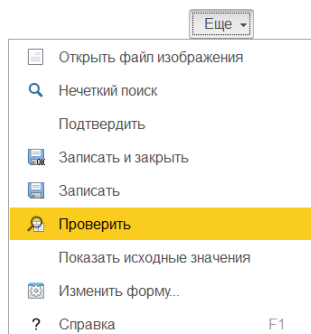 Еще
Открыть файл изображения
Нечеткий поиск
Подтвердить
Записать и закрыть
Записать
Проверить
Показать исходные значения
Изменить форму...
? Справка F1